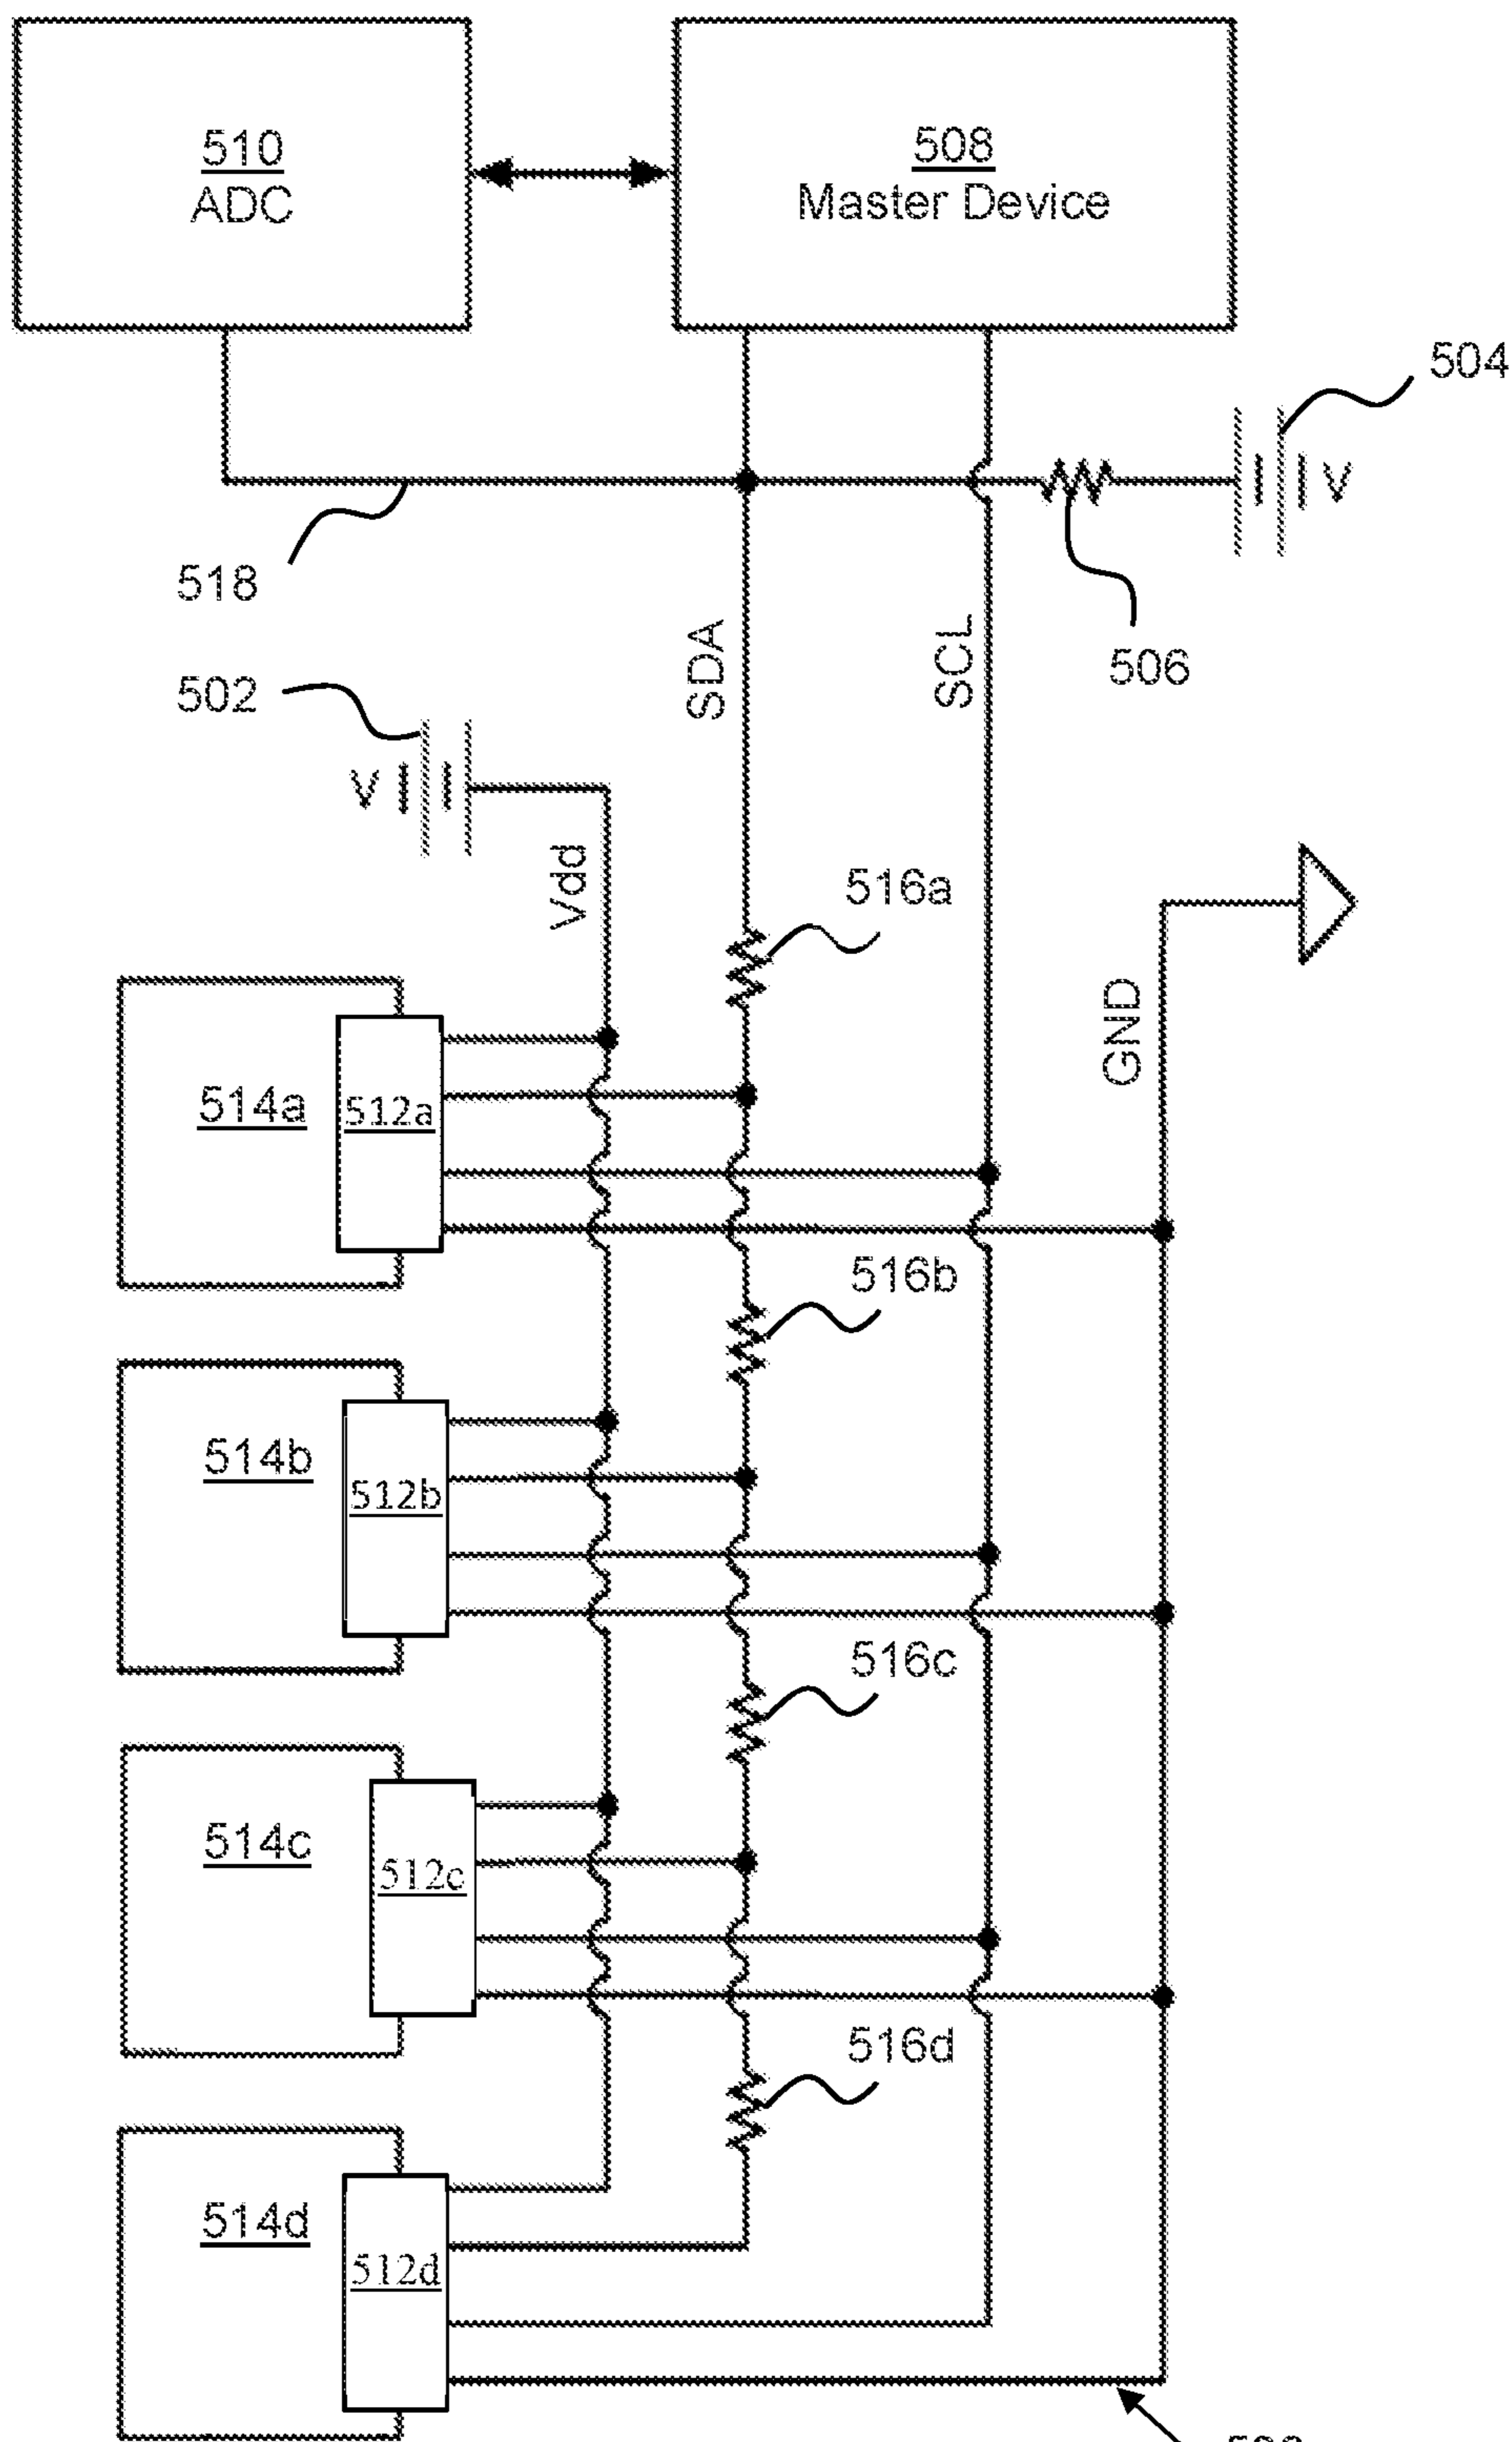 510
ADC
508
Master Device
504
V
518
506
SDA
SCL
502
V
Vdd
516a
GND
514a
512a
516b
514b
512b
516c
514c
512c
516d
514d
512d